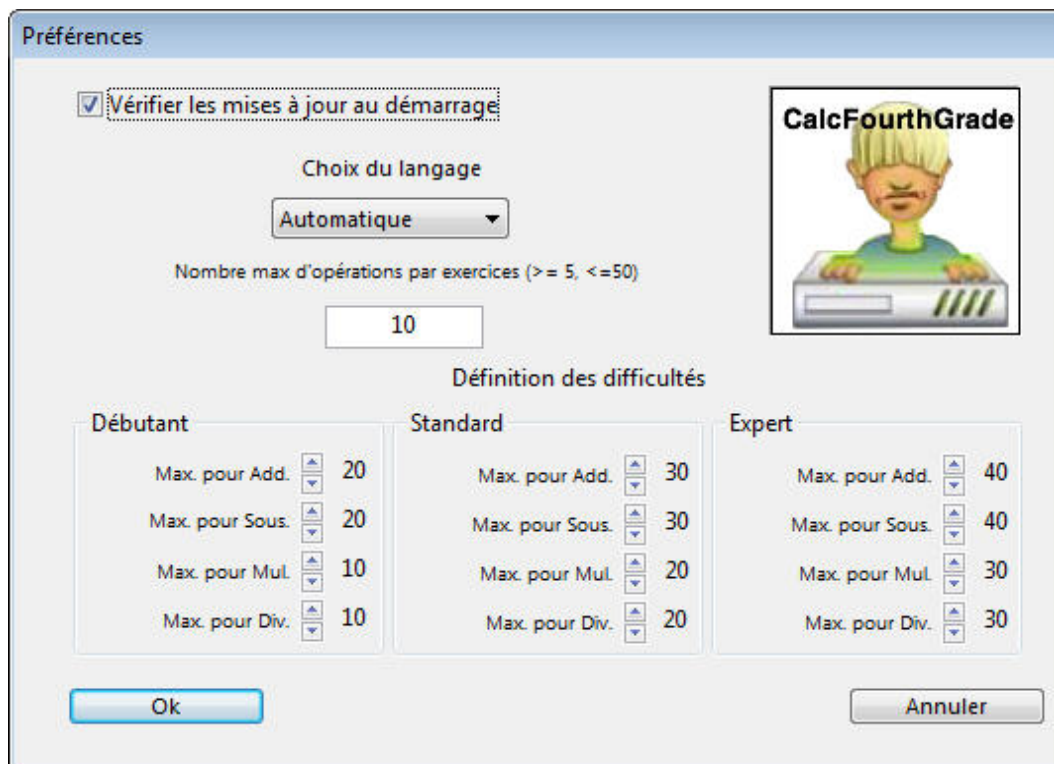 Préférences
Vérifier les mises à jour au démarrage
CalcFourthGrade
Choix du langage
Automatique
Nombre max d'opérations par exercices (>= 5, <=50)
10
Définition des difficultés
Débutant
Max. pour Add. 20
Max. pour Sous. 20
Max. pour Mul. 10
Max. pour Div. 10
Standard
Max. pour Add. 30
Max. pour Sous. 30
Max. pour Mul. 20
Max. pour Div. 20
Expert
Max. pour Add. 40
Max. pour Sous. 40
Max. pour Mul. 30
Max. pour Div. 30
Ok
Annuler